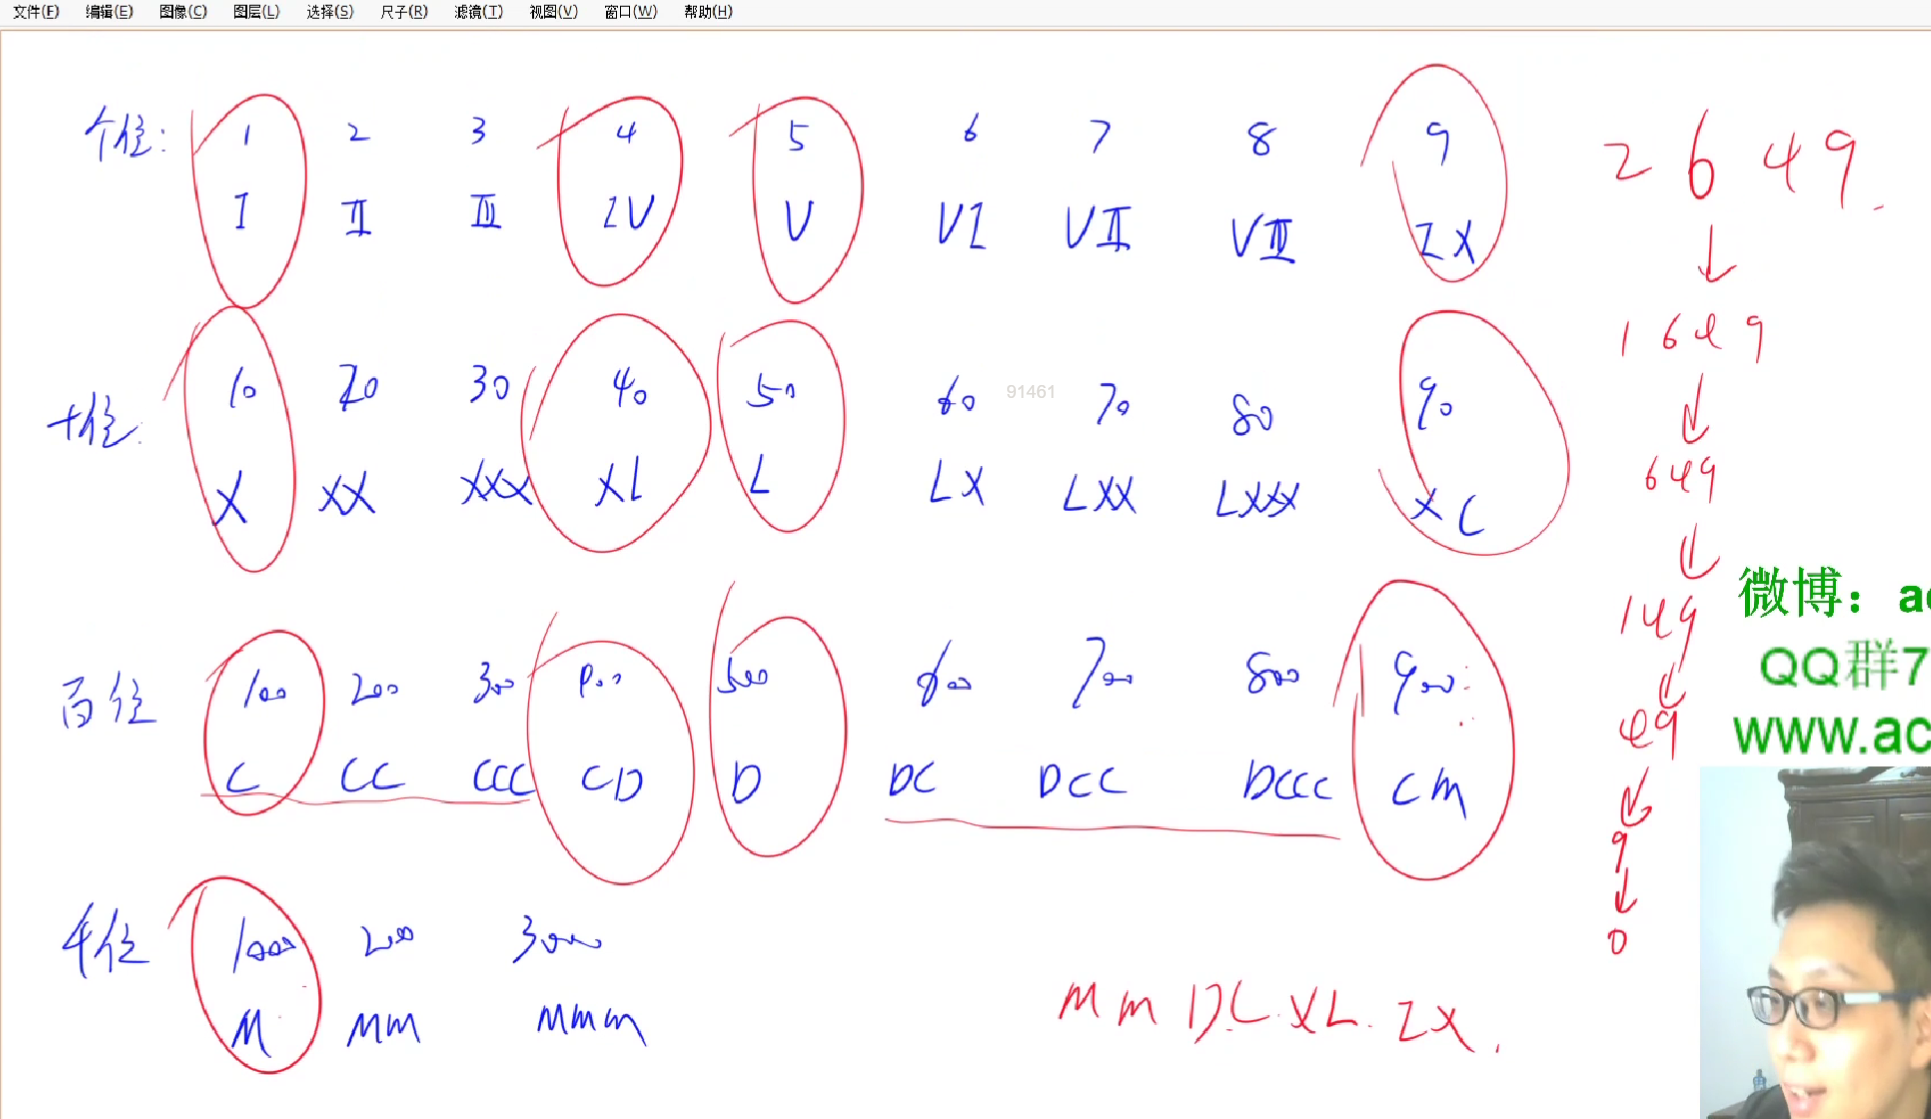 文件(F) 编辑(E) 图像(C) 图层(L) 选择(S) 尺子(R) 滤镜(T) 视图(V) 窗口(W) 帮助(H)
个位: 1 2 3 4 5 6 7 8 9
I II III IV V VI VII VIII IX
十位: 10 20 30 40 50 60 70 80 90
X XX XXX XL L LX LXX LXXX XC
91461
百位 100 200 300 400 500 600 700 800 900
C CC CCC CD D DC DCC DCCC CM
千位 1000 2000 3000
M MM MMM
2649.
1649
649
149
49
9
0
MMDCXLIX.
微博: ac
QQ群7
www.ac